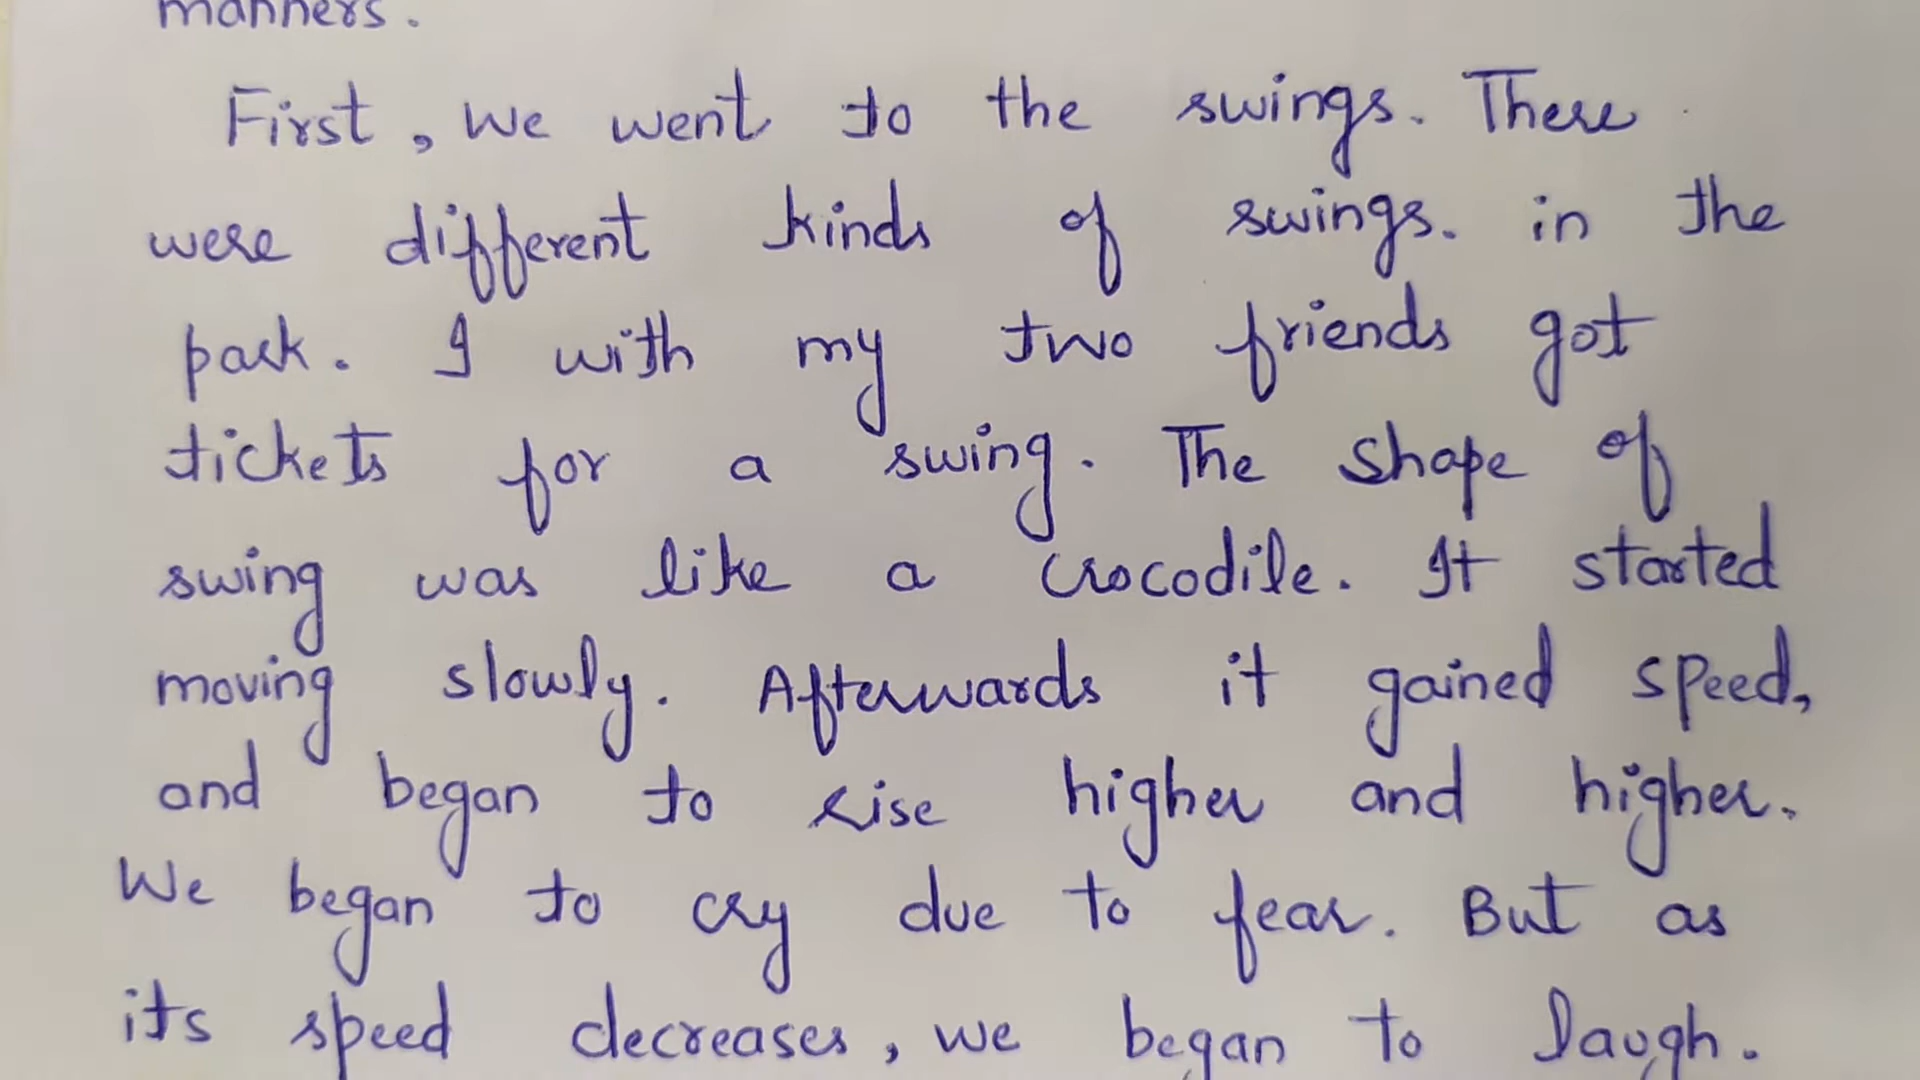 manners.
First, we went to the swings. There
were different kinds of swings. in the
park. I with my two friends got
tickets for a swing. The shape of
swing was like a crocodile. It started
moving slowly. Afterwards it gained speed,
and began to rise higher and higher.
We began to cry due to fear. But as
its speed decreases, we began to laugh.